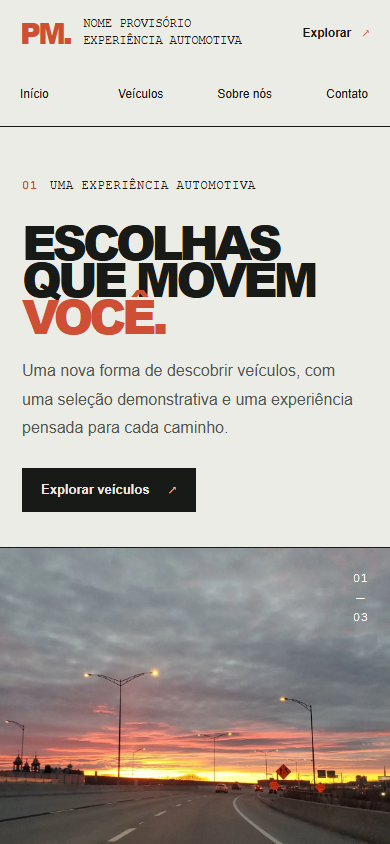 PM.
NOME PROVISÓRIO
EXPERIÊNCIA AUTOMOTIVA
Explorar ↗
Início
Veículos
Sobre nós
Contato
01 UMA EXPERIÊNCIA AUTOMOTIVA
ESCOLHAS
QUE MOVEM
VOCÊ.
Uma nova forma de descobrir veículos, com
uma seleção demonstrativa e uma experiência
pensada para cada caminho.
Explorar veículos ↗
01
—
03